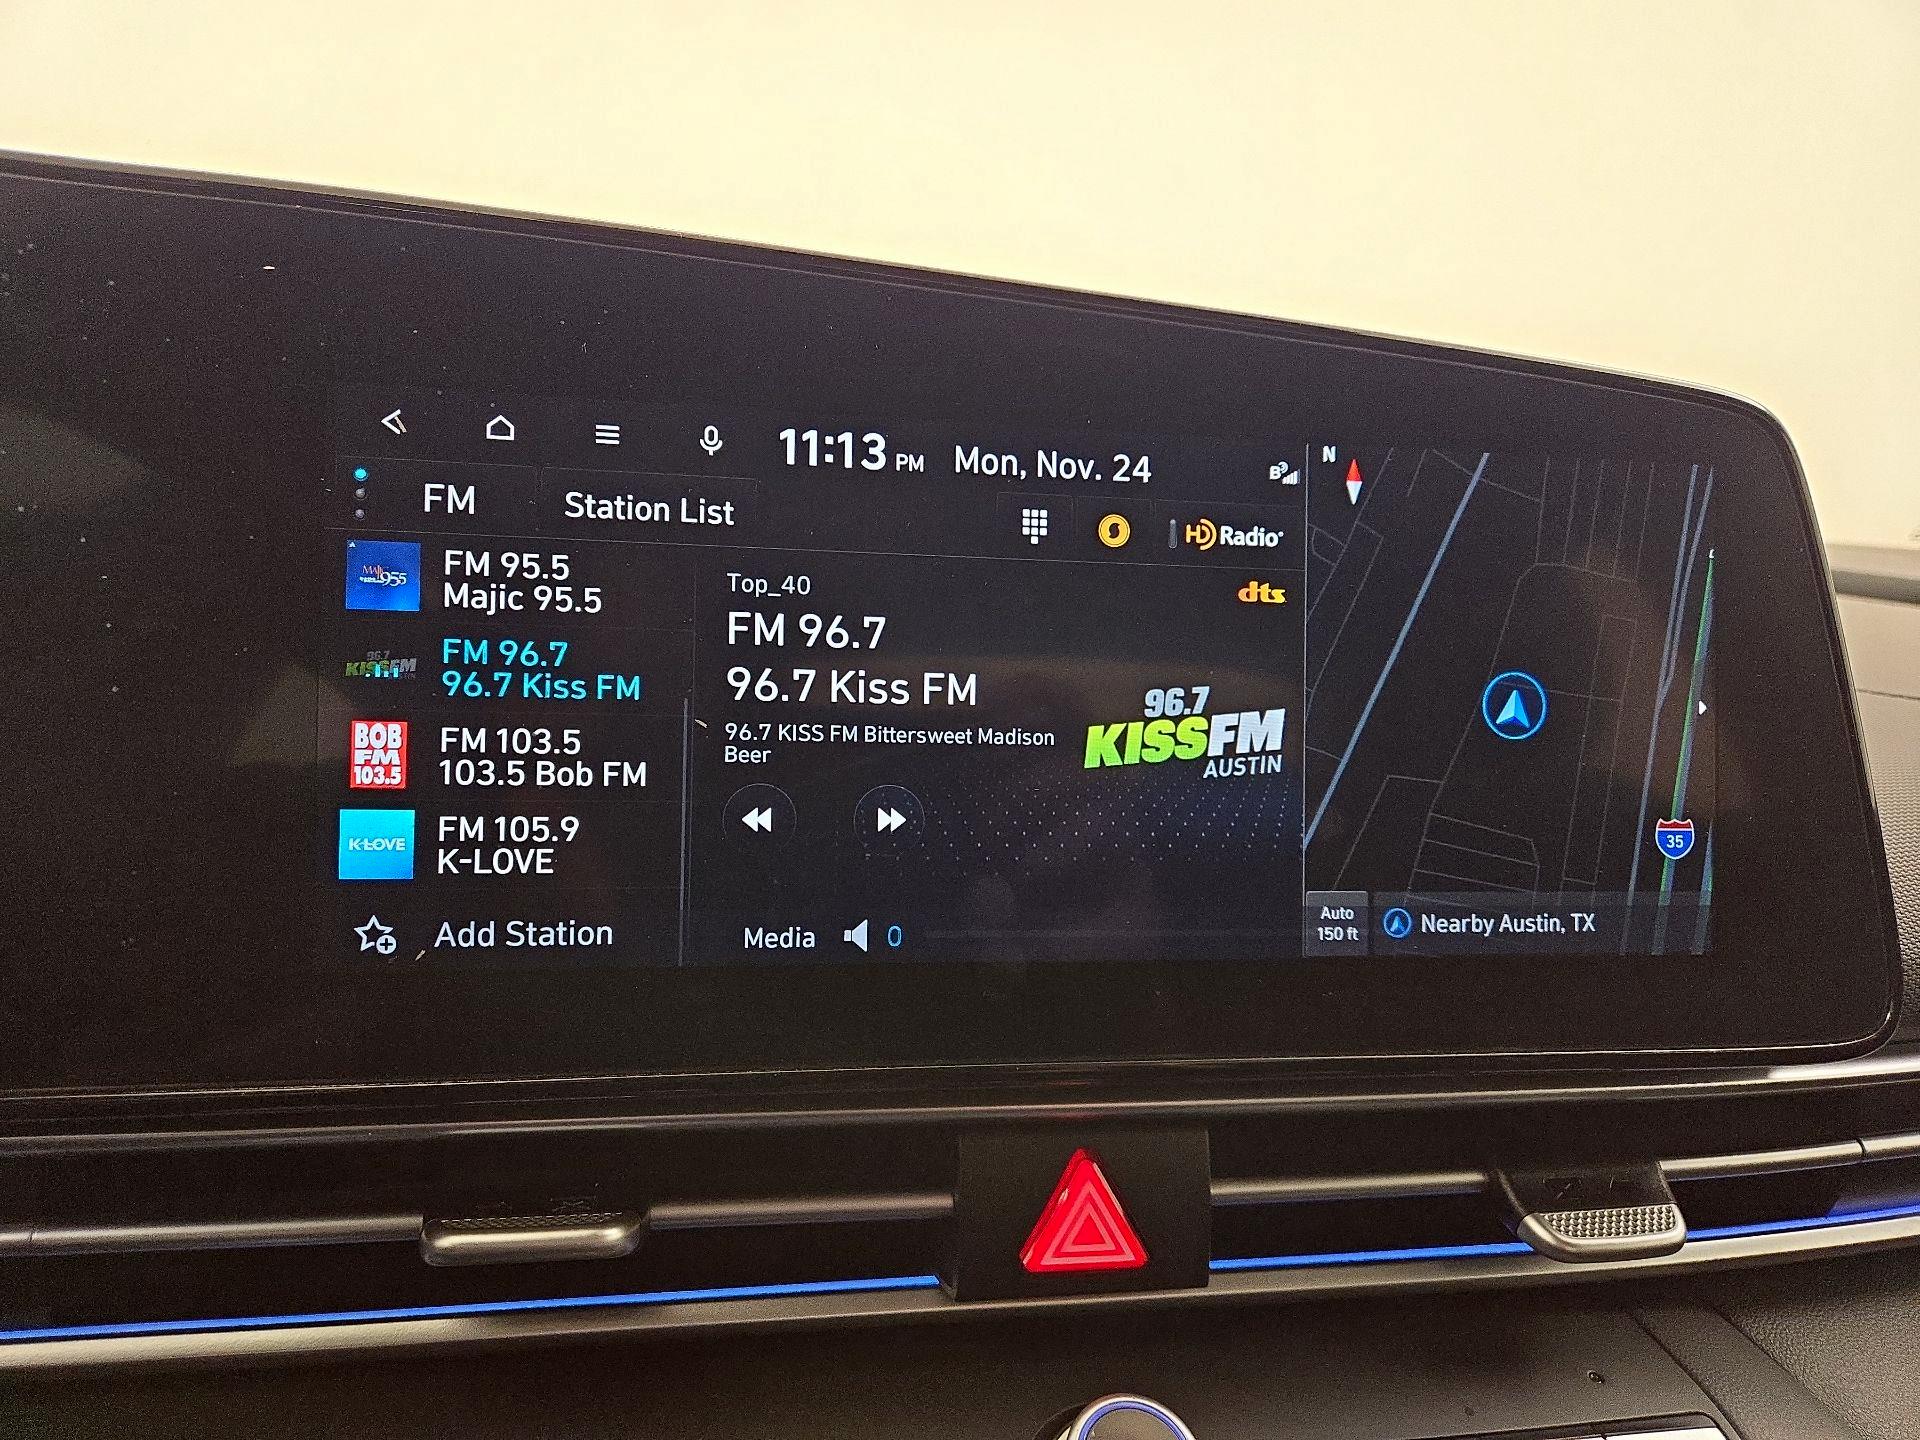 11:13 PM Mon, Nov. 24
FM
Station List
HD Radio
FM 95.5
Majic 95.5
FM 96.7
96.7 Kiss FM
BOB
FM
103.5
FM 103.5
103.5 Bob FM
K-LOVE
FM 105.9
K-LOVE
Add Station
Top_40
dts
FM 96.7
96.7 Kiss FM
96.7 KISS FM Bittersweet Madison
Beer
96.7
KISSFM
AUSTIN
Media 0
N
35
Auto
150 ft
Nearby Austin, TX